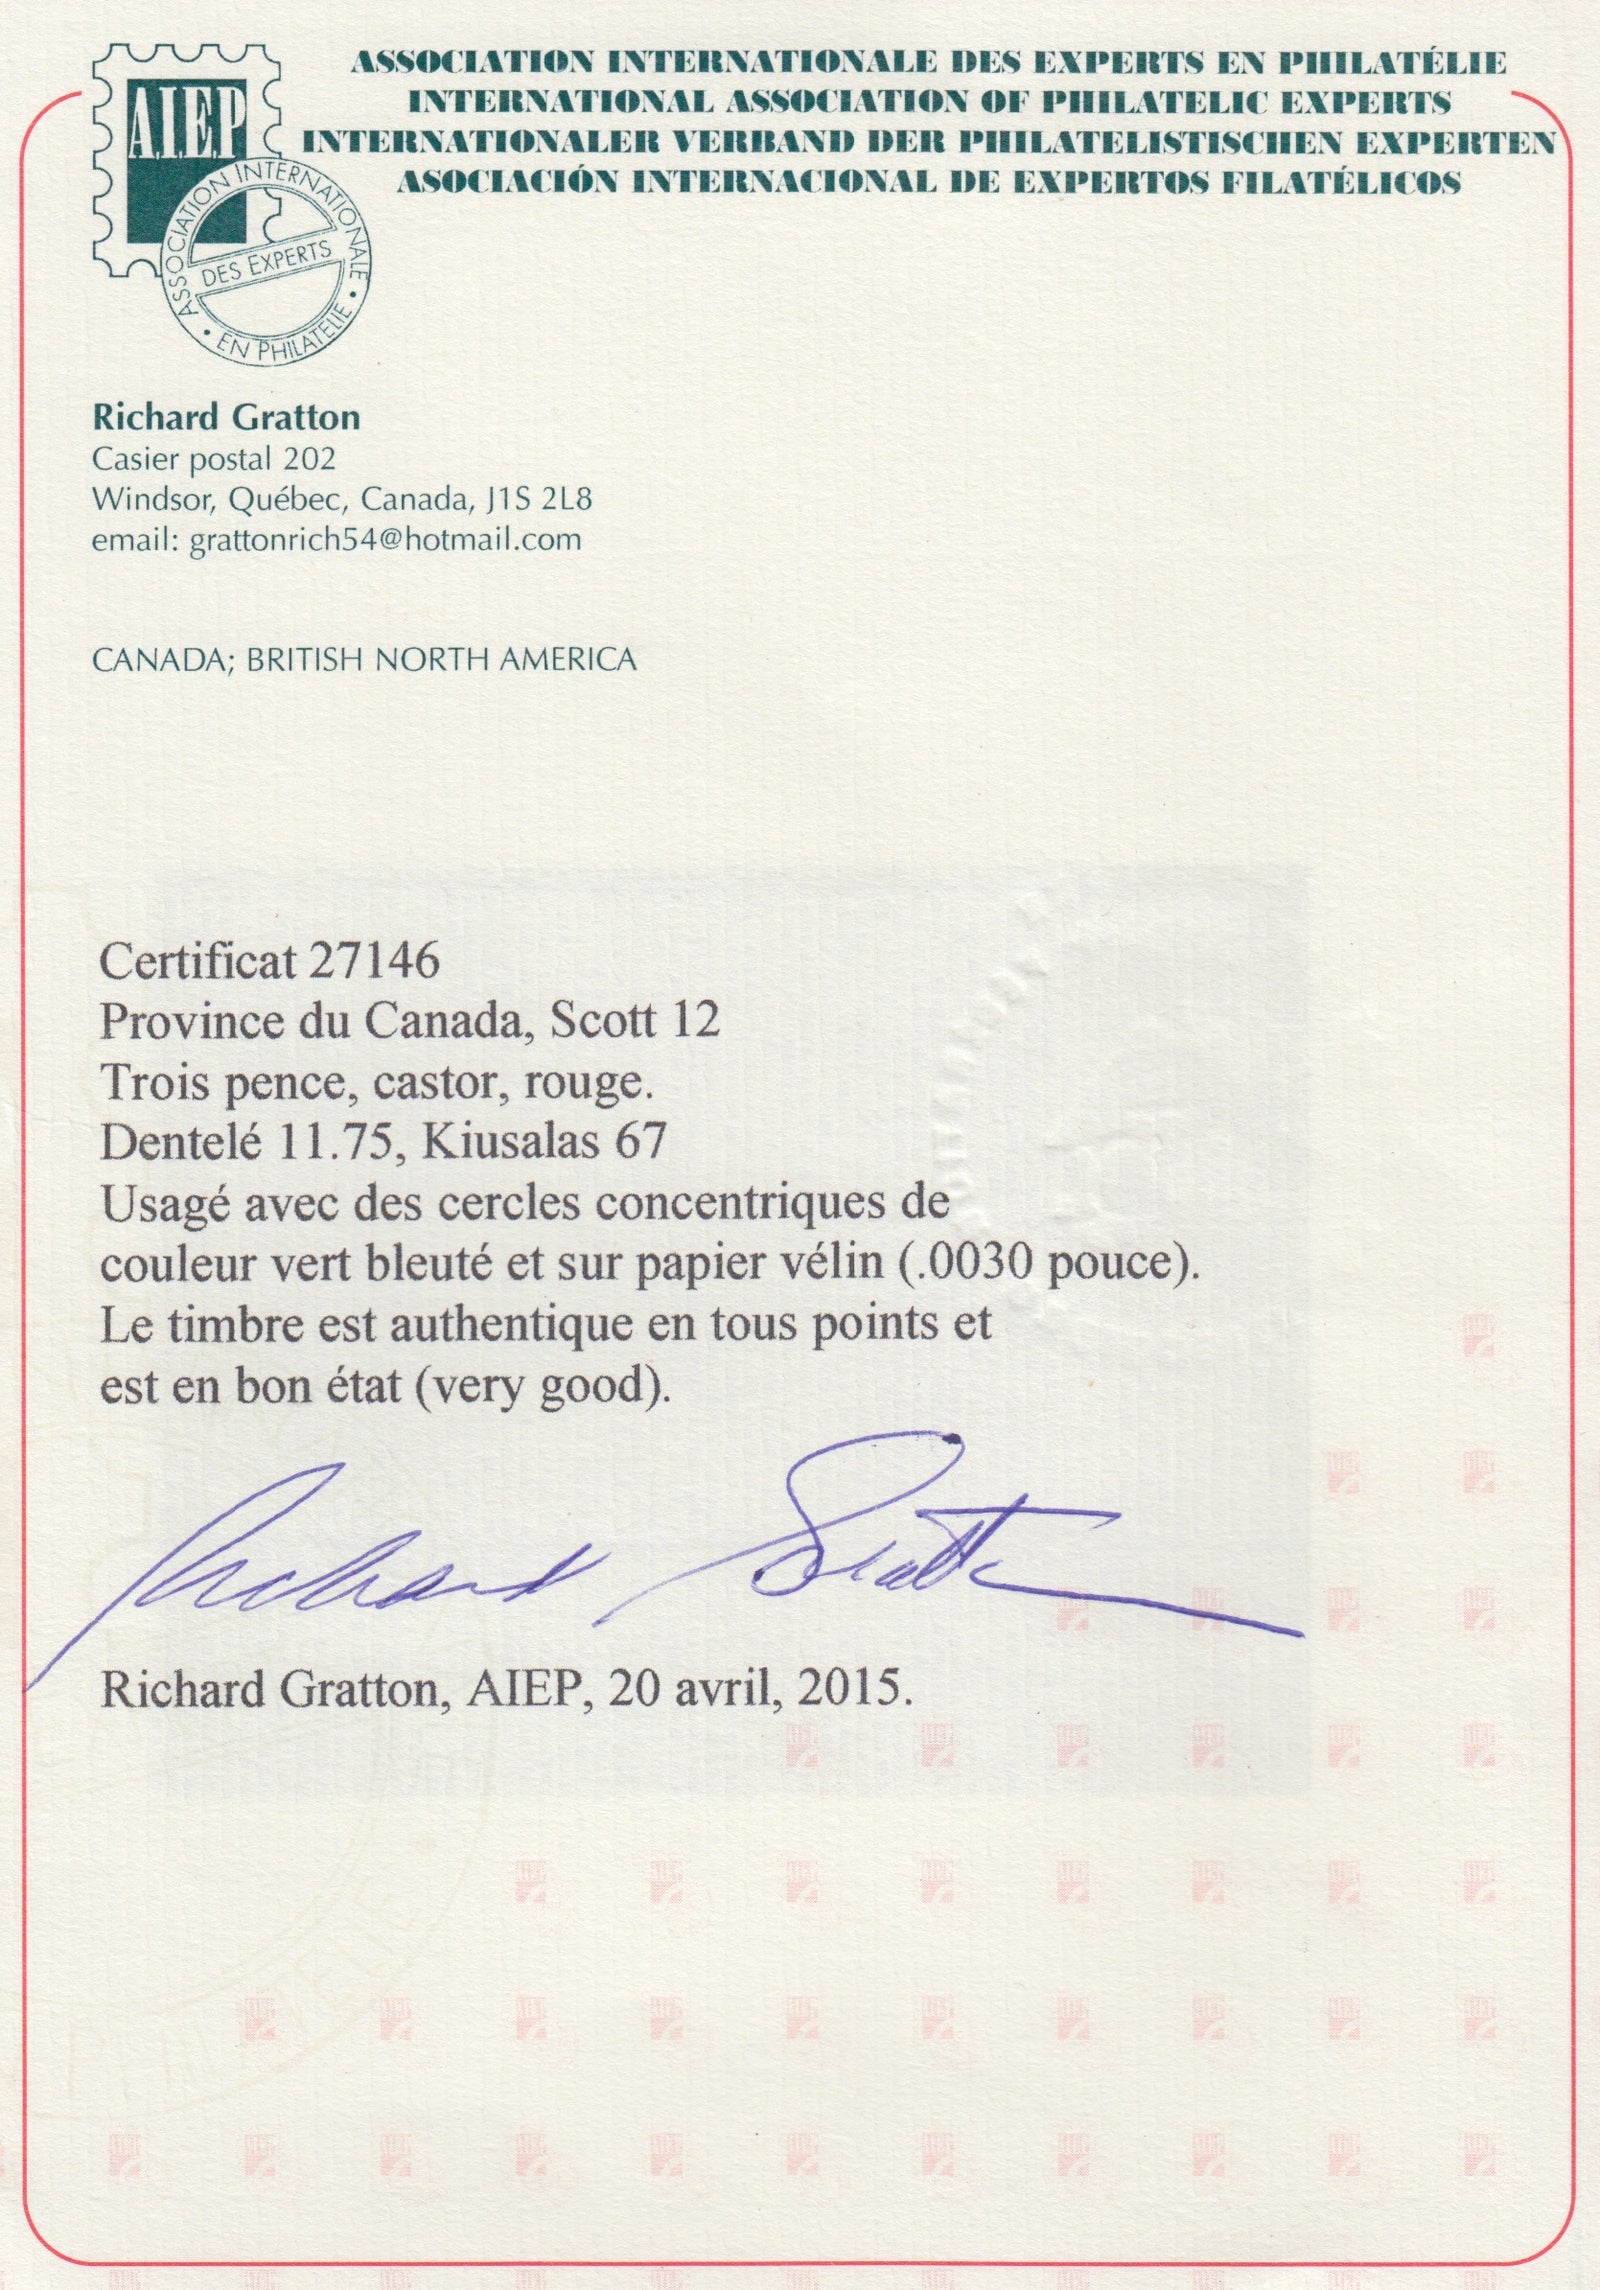 ASSOCIATION INTERNATIONALE DES EXPERTS EN PHILATÉLIE
INTERNATIONAL ASSOCIATION OF PHILATELIC EXPERTS
INTERNATIONALER VERBAND DER PHILATELISTISCHEN EXPERTEN
ASOCIACIÓN INTERNACIONAL DE EXPERTOS FILATÉLICOS
A.I.E.P
ASSOCIATION INTERNATIONALE
DES EXPERTS
EN PHILATELIE
Richard Gratton
Casier postal 202
Windsor, Québec, Canada, J1S 2L8
email: grattonrich54@hotmail.com
CANADA; BRITISH NORTH AMERICA
Certificat 27146
Province du Canada, Scott 12
Trois pence, castor, rouge.
Dentelé 11.75, Kiusalas 67
Usagé avec des cercles concentriques de
couleur vert bleuté et sur papier vélin (.0030 pouce).
Le timbre est authentique en tous points et
est en bon état (very good).
Richard Gratton
Richard Gratton, AIEP, 20 avril, 2015.